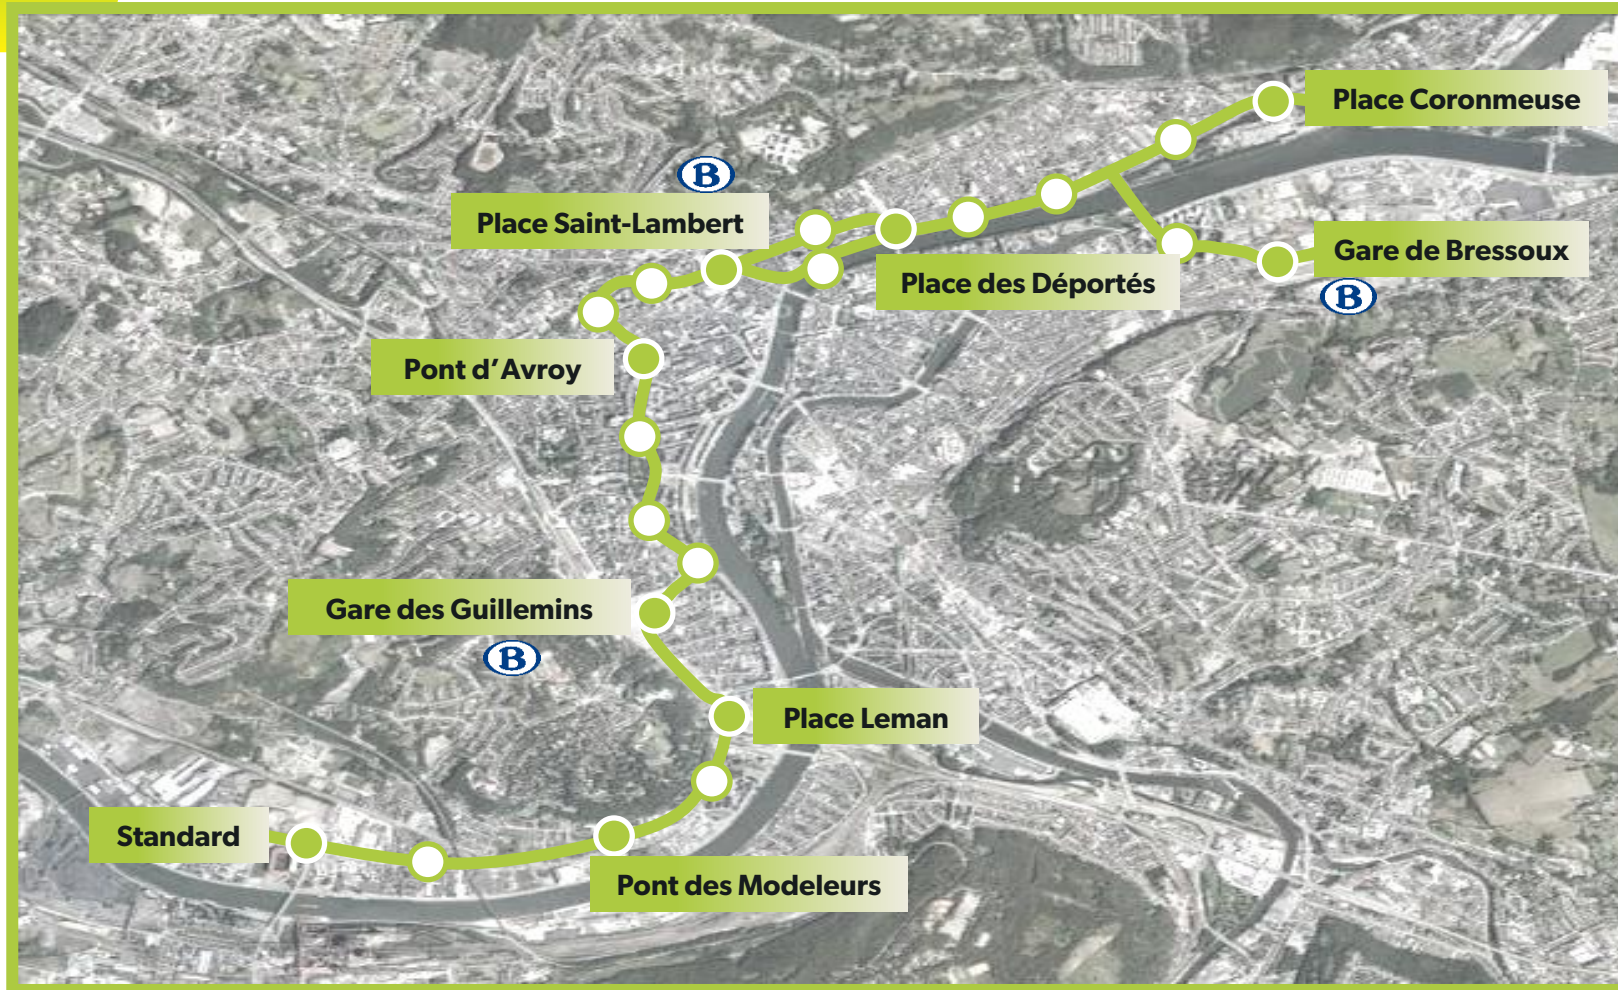 Place Coronmeuse
B
Place Saint-Lambert
Gare de Bressoux
Place des Déportés
B
Pont d'Avroy
Gare des Guillemins
B
Place Leman
Standard
Pont des Modeleurs